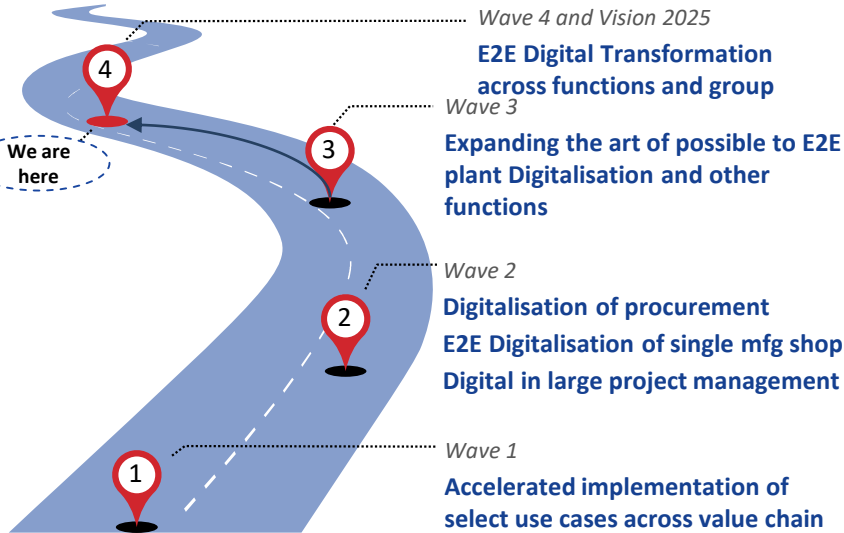 Wave 4 and Vision 2025
E2E Digital Transformation
across functions and group
4
We are
here
Wave 3
Expanding the art of possible to E2E
plant Digitalisation and other
functions
3
Wave 2
Digitalisation of procurement
E2E Digitalisation of single mfg shop
Digital in large project management
2
Wave 1
Accelerated implementation of
select use cases across value chain
1